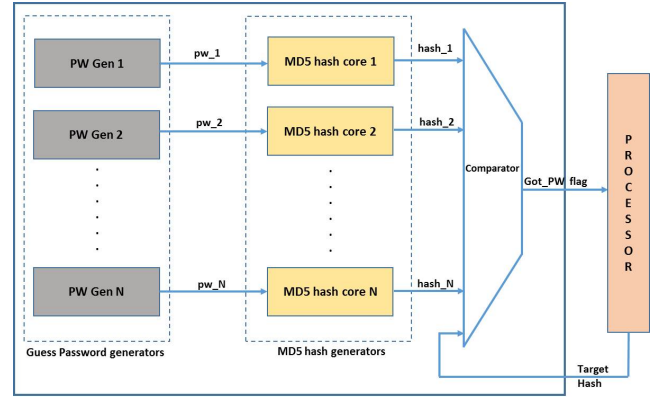 PW Gen 1
pw_1
MD5 hash core 1
hash_1
PW Gen 2
pw_2
MD5 hash core 2
hash_2
Comparator
Got_PW flag
PROCESSOR
PW Gen N
pw_N
MD5 hash core N
hash_N
Guess Password generators
MD5 hash generators
Target
Hash